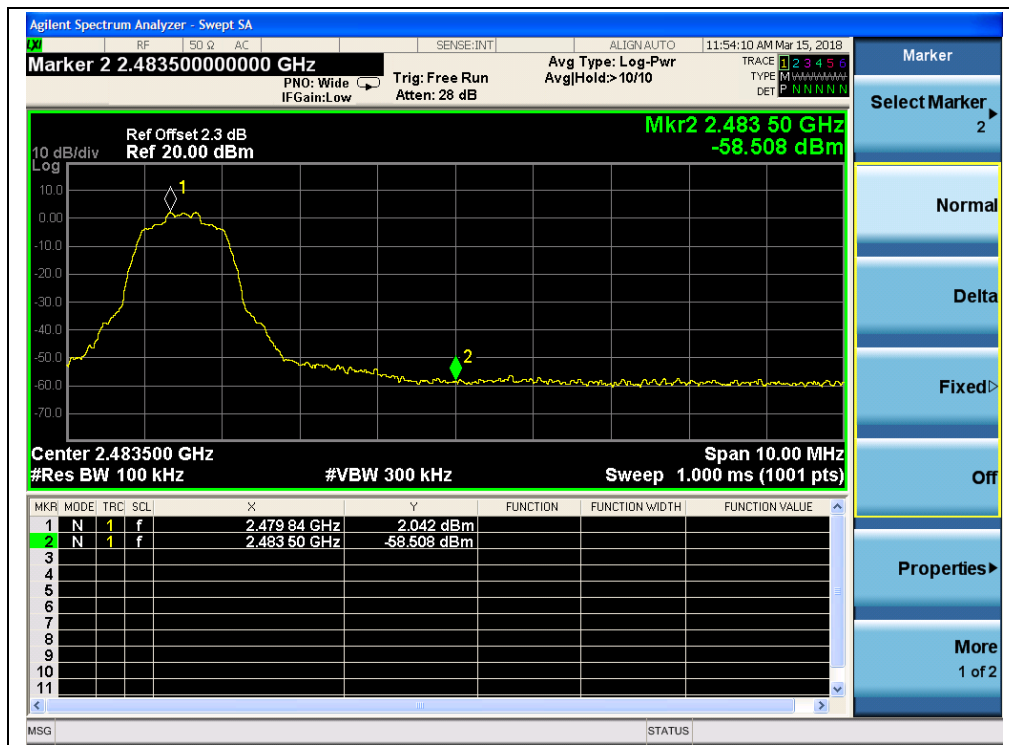 Agilent Spectrum Analyzer - Swept SA
LXI RF 50 Ω AC SENSE:INT ALIGN AUTO 11:54:10 AM Mar 15, 2018
Marker 2 2.483500000000 GHz
PNO: Wide
IFGain:Low
Trig: Free Run
Atten: 28 dB
Avg Type: Log-Pwr
Avg|Hold:>10/10
TRACE 1 2 3 4 5 6
TYPE M
DET P N N N N N
Ref Offset 2.3 dB
Ref 20.00 dBm
10 dB/div
Log
Mkr2 2.483 50 GHz
-58.508 dBm
10.0
0.00
-10.0
-20.0
-30.0
-40.0
-50.0
-60.0
-70.0
1
2
Center 2.483500 GHz Span 10.00 MHz
#Res BW 100 kHz #VBW 300 kHz Sweep 1.000 ms (1001 pts)
MKR MODE TRC SCL X Y FUNCTION FUNCTION WIDTH FUNCTION VALUE
1 N 1 f 2.479 84 GHz 2.042 dBm
2 N 1 f 2.483 50 GHz -58.508 dBm
3
4
5
6
7
8
9
10
11
MSG STATUS
Marker
Select Marker
2
Normal
Delta
Fixed
Off
Properties
More
1 of 2